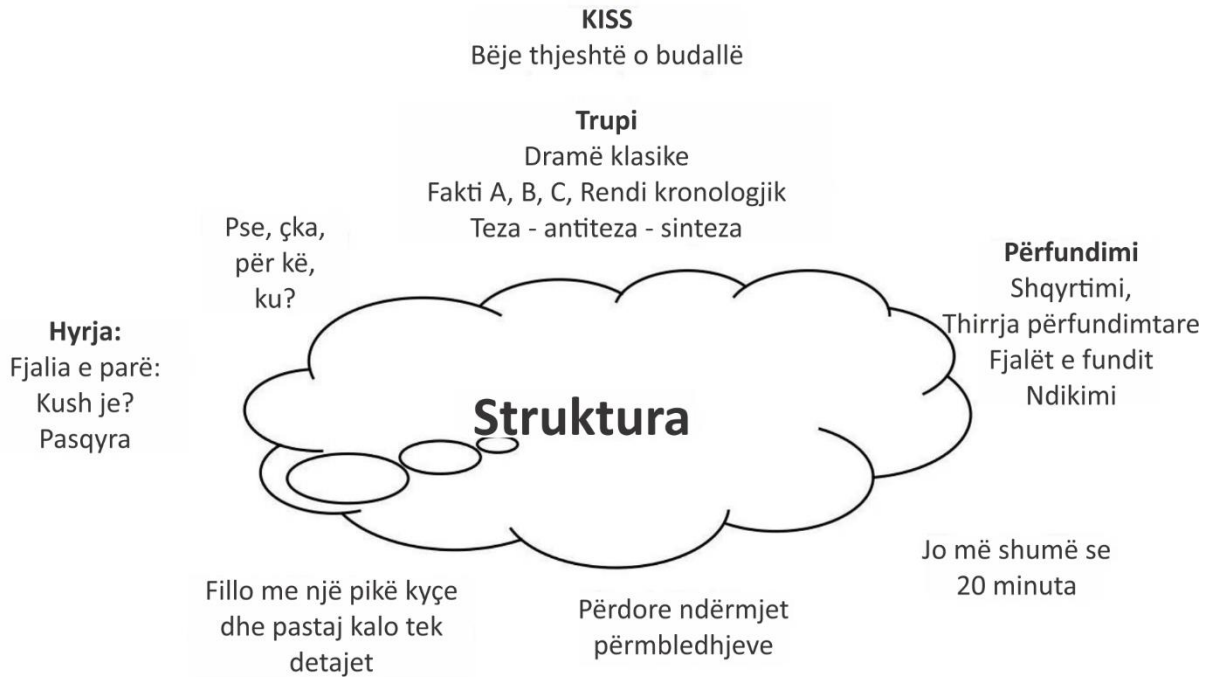 KISS
Bëje thjeshtë o budallë
Trupi
Dramë klasike
Fakti A, B, C, Rendi kronologjik
Teza - antiteza - sinteza
Pse, çka,
për kë,
ku?
Hyrja:
Fjalia e parë:
Kush je?
Pasqyra
Përfundimi
Shqyrtimi,
Thirrja përfundimtare
Fjalët e fundit
Ndikimi
Struktura
Fillo me një pikë kyçe
dhe pastaj kalo tek
detajet
Përdore ndërmjet
përmbledhjeve
Jo më shumë se
20 minuta